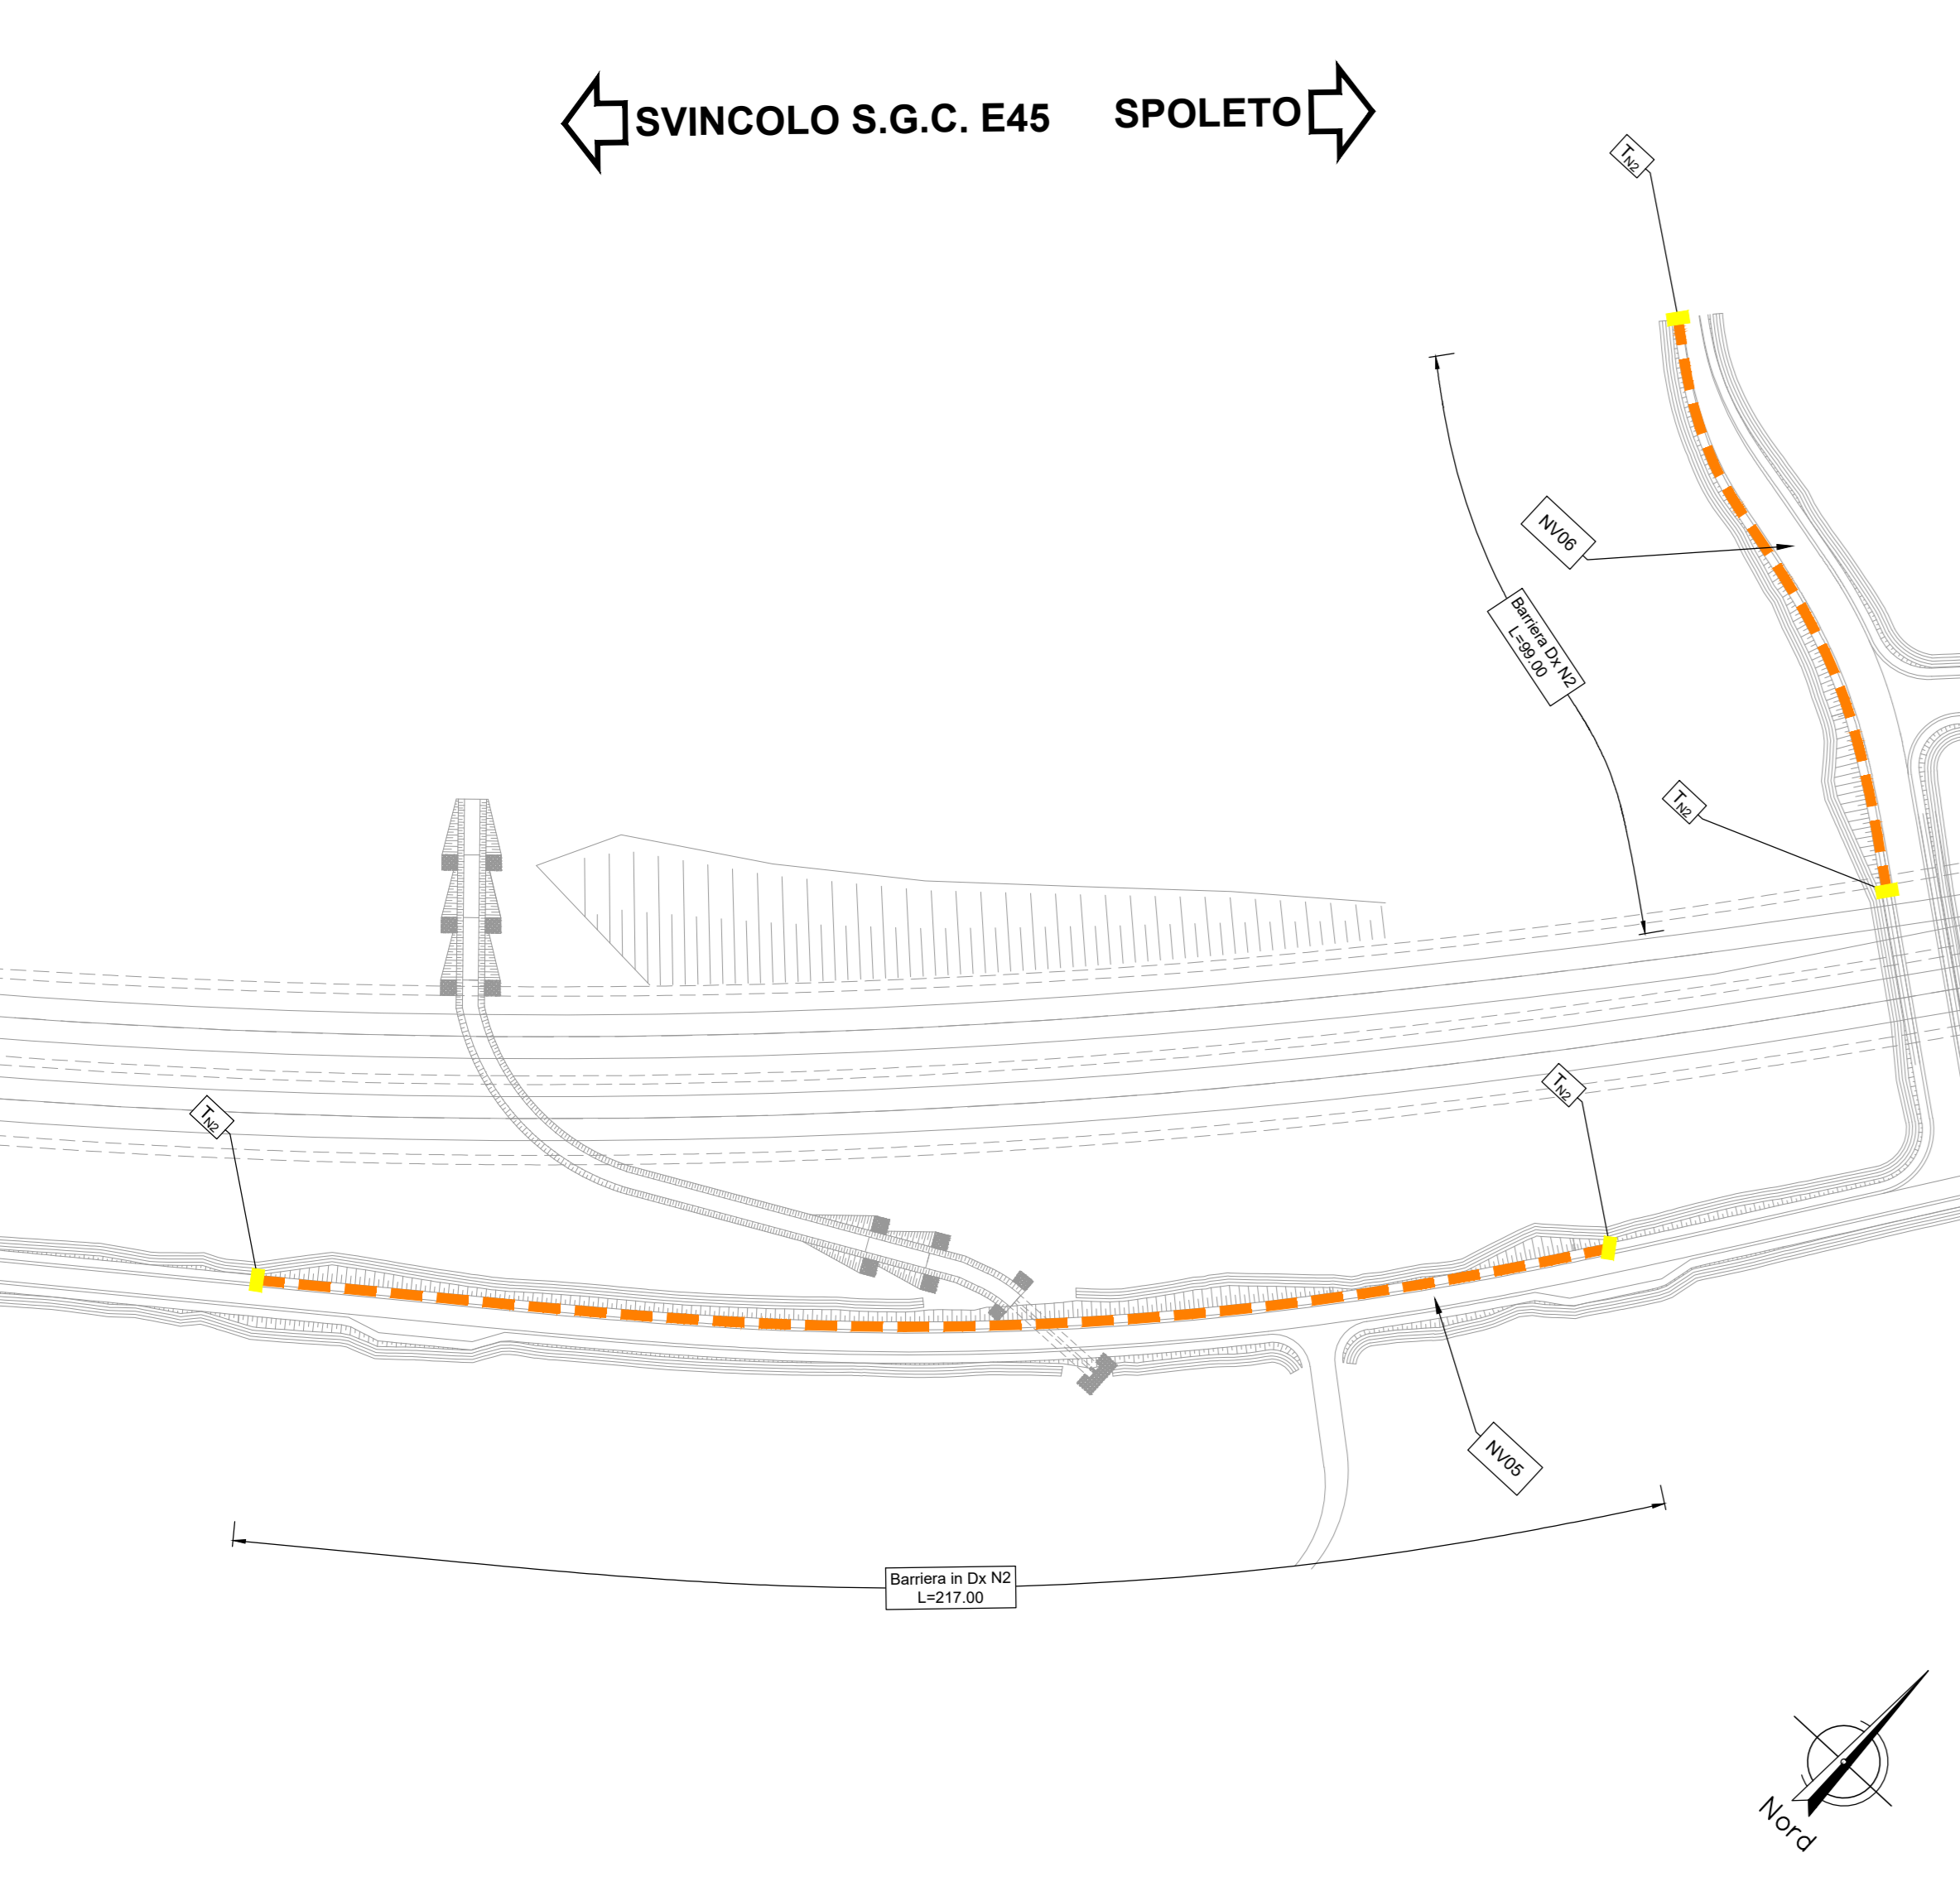 SVINCOLO S.G.C. E45
SPOLETO
TN2
NV06
Barriera Dx N2
L=99.00
TN2
TN2
TN2
NV05
Barriera in Dx N2
L=217.00
Nord